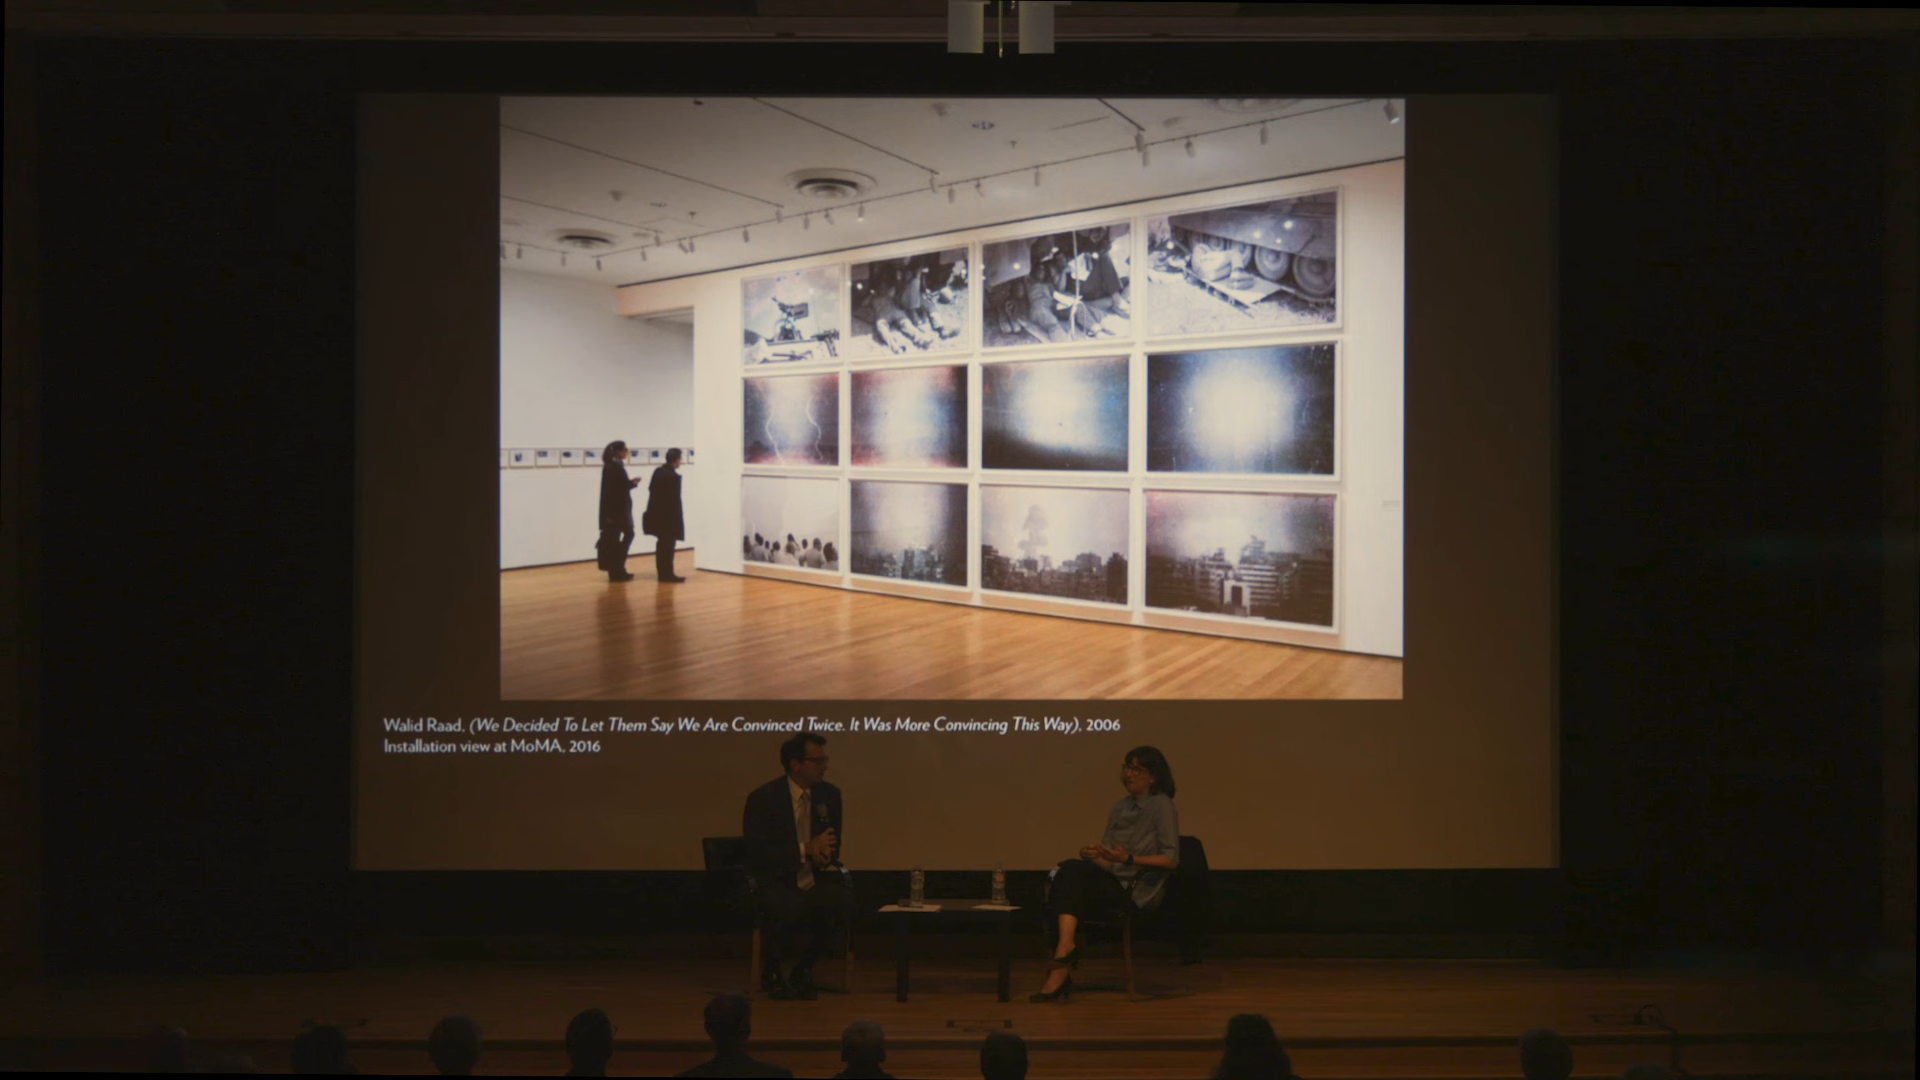 Walid Raad, (We Decided To Let Them Say We Are Convinced Twice. It Was More Convincing This Way), 2006
Installation view at MoMA, 2016